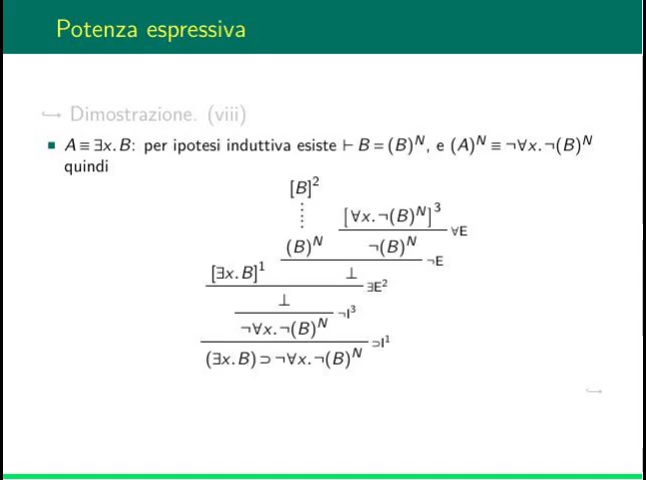 Potenza espressiva
↪ Dimostrazione. (viii)
▪ A ≡ ∃x. B: per ipotesi induttiva esiste ⊢ B = (B)ᴺ, e (A)ᴺ ≡ ¬∀x. ¬(B)ᴺ
quindi
[B]²
⋮ [∀x. ¬(B)ᴺ]³
∀E
(B)ᴺ ¬(B)ᴺ
¬E
[∃x. B]¹ ⊥
∃E²
⊥
¬I³
¬∀x. ¬(B)ᴺ
⊃I¹
(∃x. B) ⊃ ¬∀x. ¬(B)ᴺ
↪